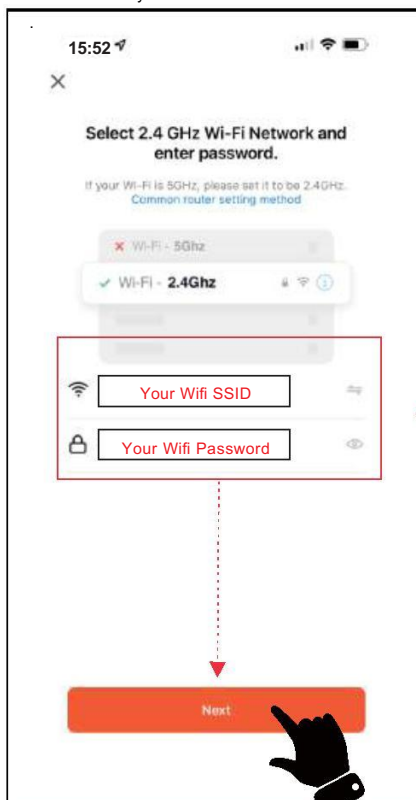 15:52
Select 2.4 GHz Wi-Fi Network and
enter password.
If your Wi-Fi is 5GHz, please set it to be 2.4GHz.
Common router setting method
Wi-Fi - 5Ghz
Wi-Fi - 2.4Ghz
Your Wifi SSID
Your Wifi Password
Next